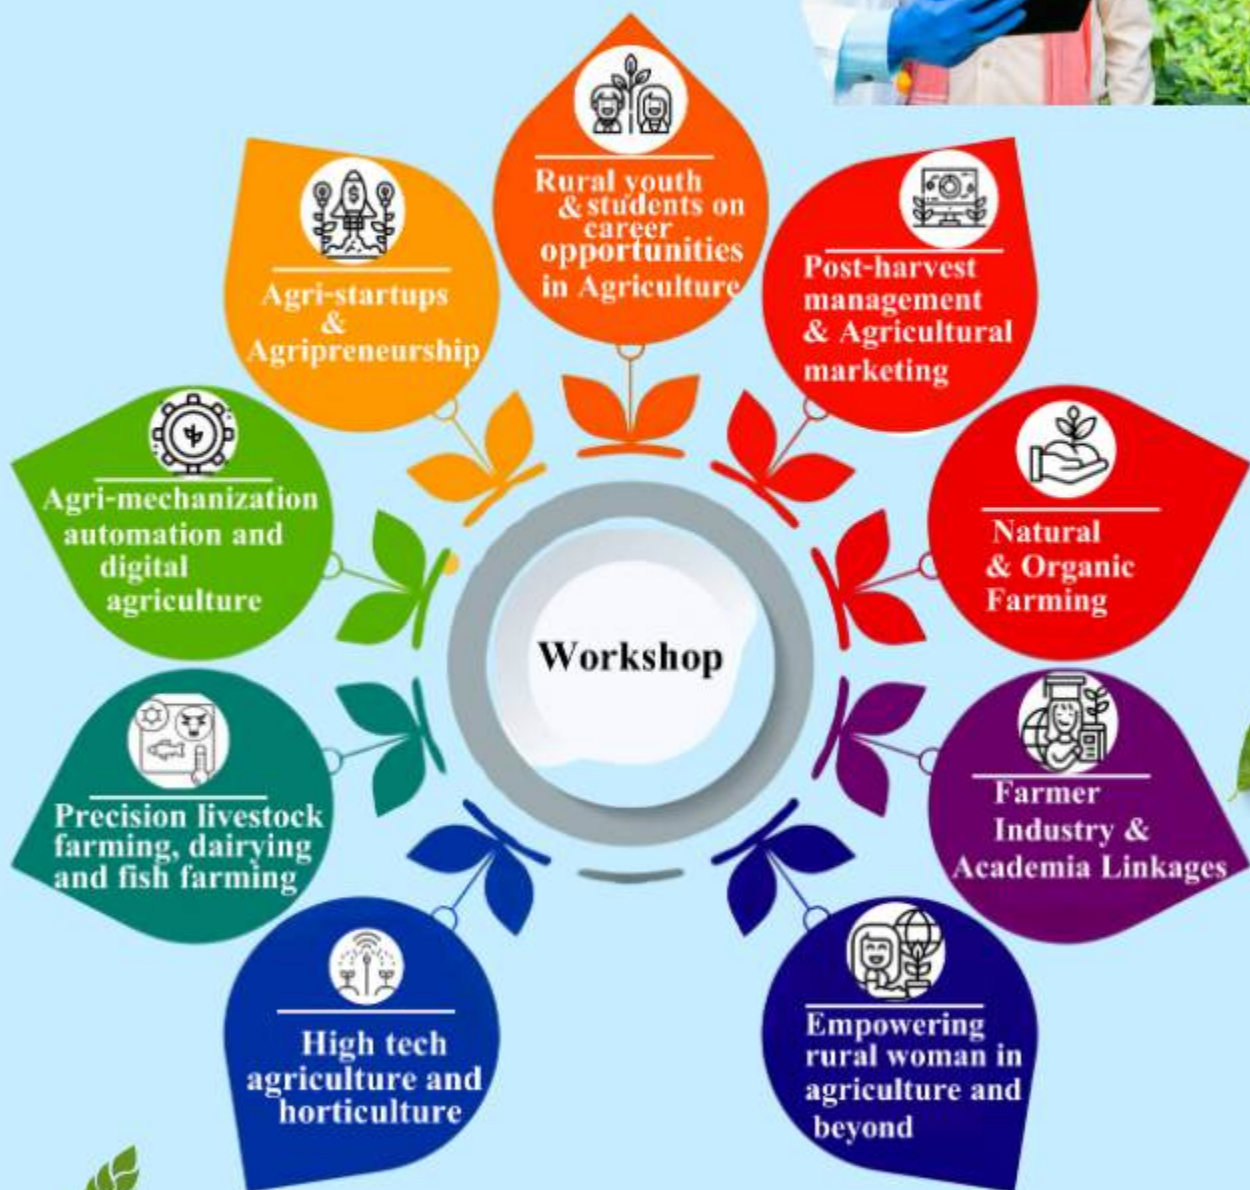 Rural youth
& students on
career
opportunities
in Agriculture
Agri-startups
&
Agripreneurship
Post-harvest
management
& Agricultural
marketing
Agri-mechanization
automation and
digital
agriculture
Natural
& Organic
Farming
Workshop
Precision livestock
farming, dairying
and fish farming
Farmer
Industry &
Academia Linkages
High tech
agriculture and
horticulture
Empowering
rural woman in
agriculture and
beyond